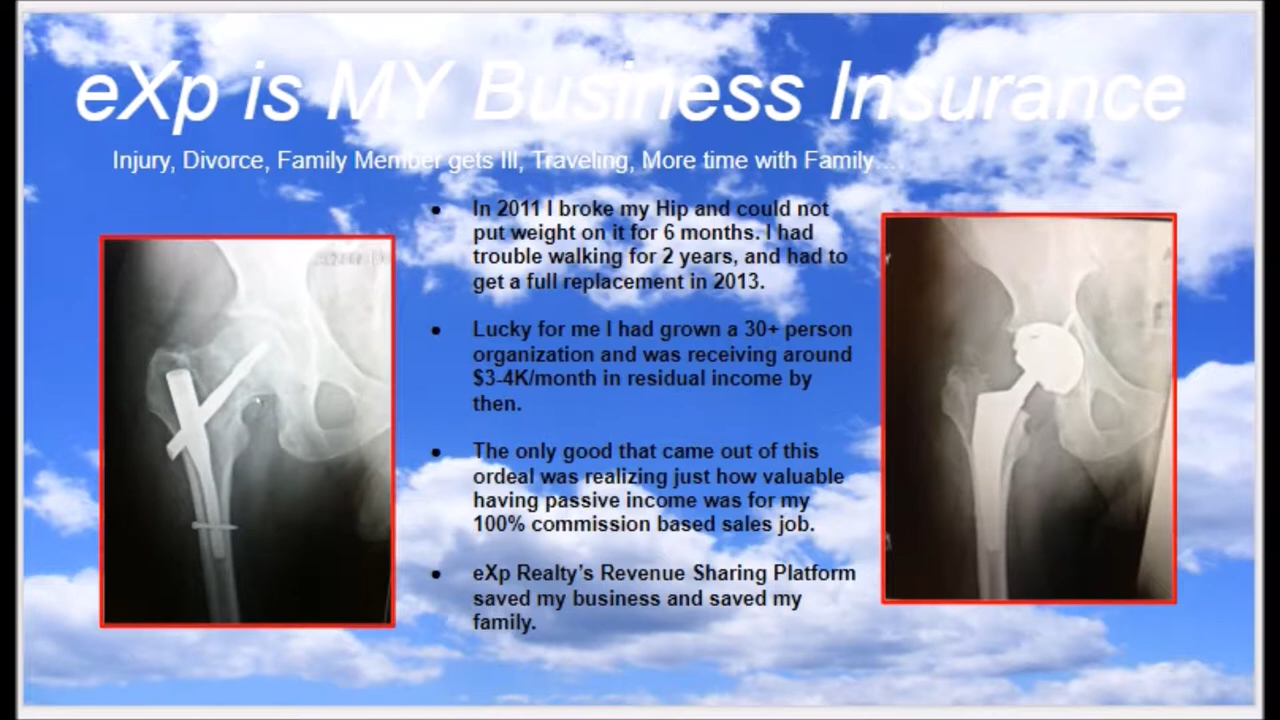 eXp is MY Business Insurance
Injury, Divorce, Family Member gets Ill, Traveling, More time with Family....
● In 2011 I broke my Hip and could not
put weight on it for 6 months. I had
trouble walking for 2 years, and had to
get a full replacement in 2013.
● Lucky for me I had grown a 30+ person
organization and was receiving around
$3-4K/month in residual income by
then.
● The only good that came out of this
ordeal was realizing just how valuable
having passive income was for my
100% commission based sales job.
● eXp Realty’s Revenue Sharing Platform
saved my business and saved my
family.